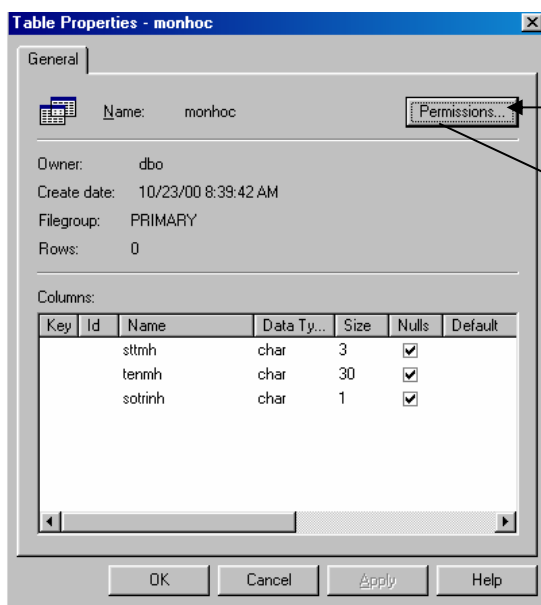 Table Properties - monhoc
General
Name: monhoc Permissions...
Owner: dbo
Create date: 10/23/00 8:39:42 AM
Filegroup: PRIMARY
Rows: 0
Columns:
Key Id Name Data Ty... Size Nulls Default
sttmh char 3
tenmh char 30
sotrinh char 1
OK Cancel Apply Help